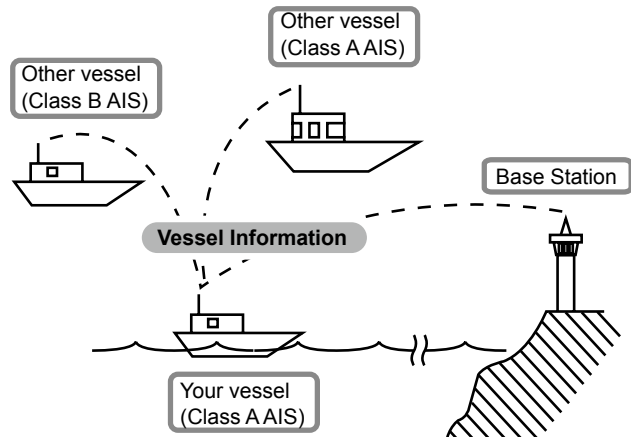 Other vessel
(Class A AIS)
Other vessel
(Class B AIS)
Base Station
Vessel Information
Your vessel
(Class A AIS)